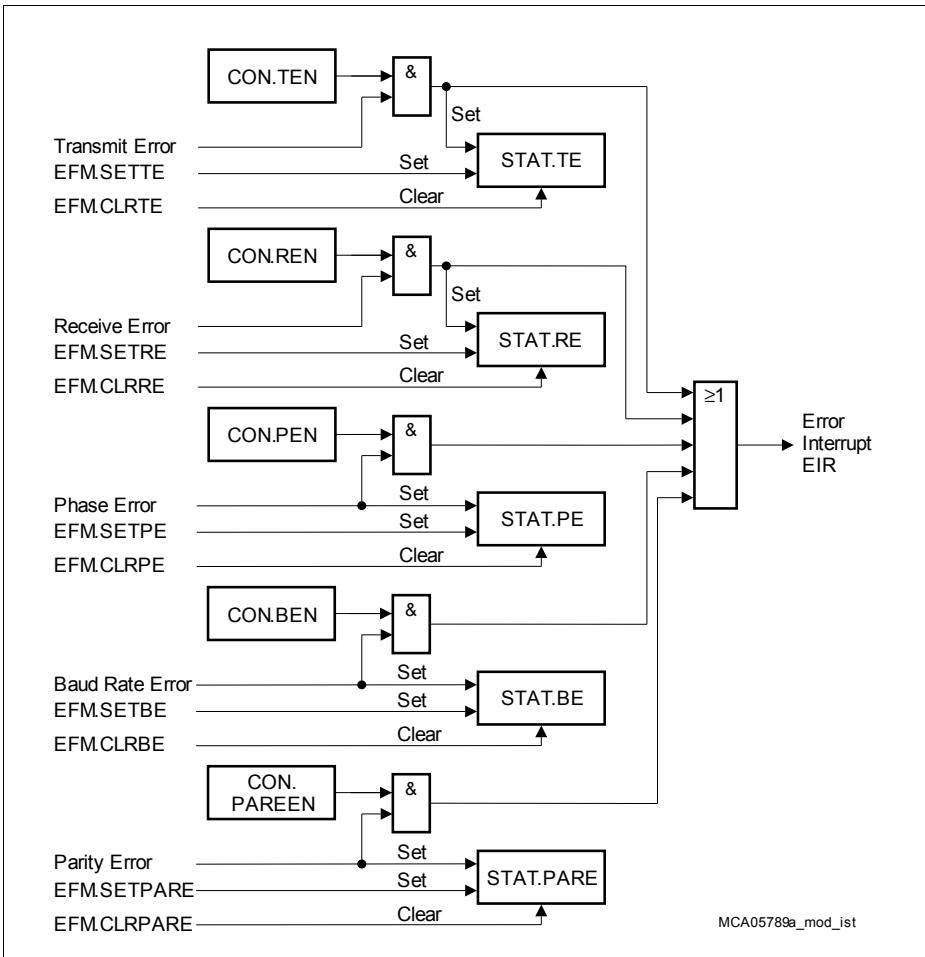 CON.TEN
&
Set
Transmit Error
EFM.SETTE
Set
STAT.TE
EFM.CLRTE
Clear
CON.REN
&
Set
Receive Error
EFM.SETRE
Set
STAT.RE
EFM.CLRRE
Clear
≥1
Error
Interrupt
EIR
CON.PEN
&
Phase Error
Set
EFM.SETPE
Set
STAT.PE
EFM.CLRPE
Clear
CON.BEN
&
Baud Rate Error
Set
EFM.SETBE
Set
STAT.BE
EFM.CLRBE
Clear
CON.
PAREEN
&
Parity Error
Set
EFM.SETPARE
Set
STAT.PARE
EFM.CLRPARE
Clear
MCA05789a_mod_ist